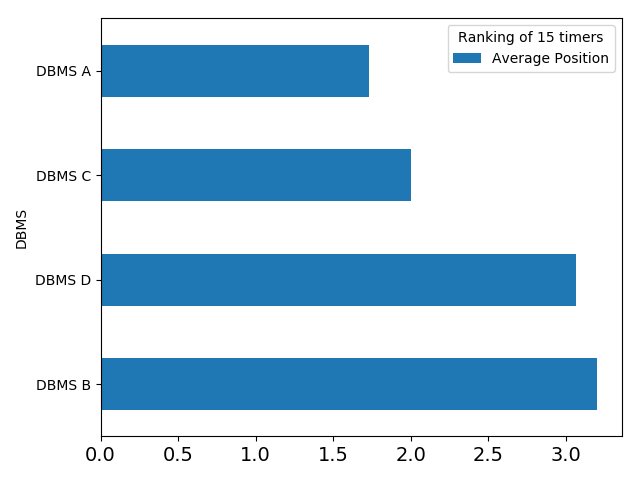 Ranking of 15 timers
Average Position
DBMS A
DBMS C
DBMS D
DBMS B
DBMS
0.0 0.5 1.0 1.5 2.0 2.5 3.0